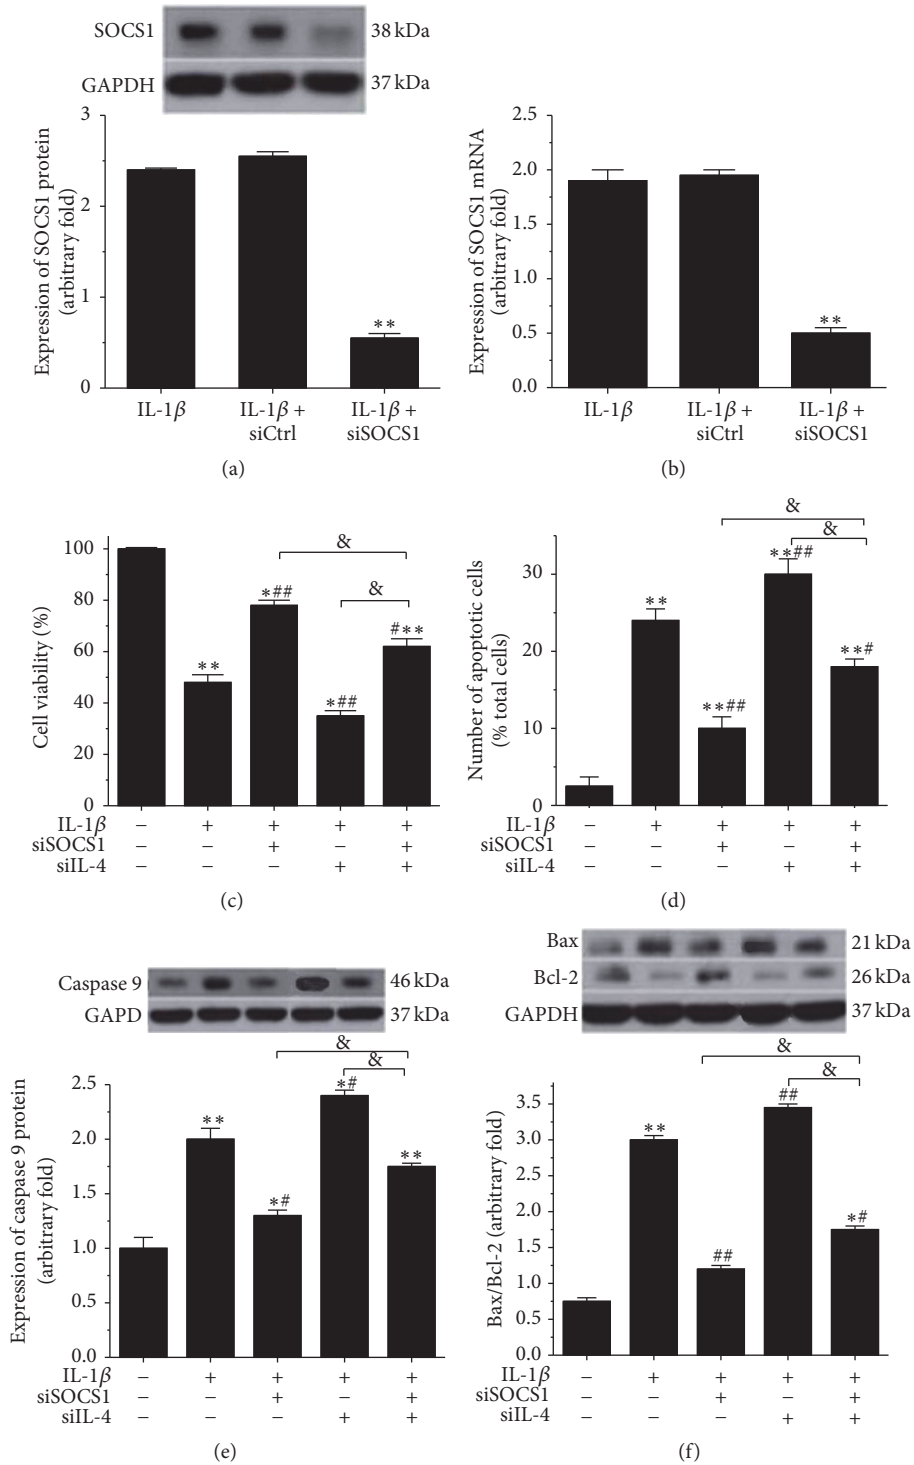 SOCS1
38 kDa
GAPDH
37 kDa
3
2
1
0
Expression of SOCS1 protein
(arbitrary fold)
**
IL-1β
IL-1β +
siCtrl
IL-1β +
siSOCS1
(a)
2.5
2.0
1.5
1.0
0.5
0.0
Expression of SOCS1 mRNA
(arbitrary fold)
**
IL-1β
IL-1β +
siCtrl
IL-1β +
siSOCS1
(b)
100
80
60
40
20
0
Cell viability (%)
**
*##
*##
#**
&
&
IL-1β − + + + +
siSOCS1 − − + − +
siIL-4 − − − + +
(c)
30
20
10
0
Number of apoptotic cells
(% total cells)
**
**##
**##
**#
&
&
IL-1β − + + + +
siSOCS1 − − + − +
siIL-4 − − − + +
(d)
Caspase 9
46 kDa
GAPD
37 kDa
2.5
2.0
1.5
1.0
0.5
0.0
Expression of caspase 9 protein
(arbitrary fold)
**
*#
*#
**
&
&
IL-1β − + + + +
siSOCS1 − − + − +
siIL-4 − − − + +
(e)
Bax
21 kDa
Bcl-2
26 kDa
GAPDH
37 kDa
3.5
3.0
2.5
2.0
1.5
1.0
0.5
0.0
Bax/Bcl-2 (arbitrary fold)
**
##
##
*#
&
&
IL-1β − + + + +
siSOCS1 − − + − +
siIL-4 − − − + +
(f)